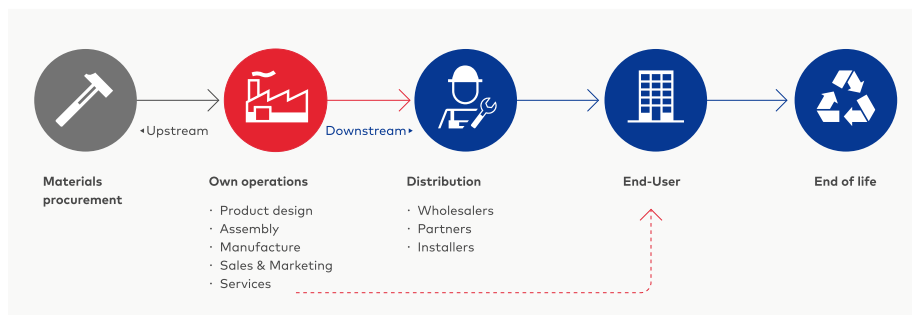 ◂Upstream
Downstream▸
Materials
procurement
Own operations
· Product design
· Assembly
· Manufacture
· Sales & Marketing
· Services
Distribution
· Wholesalers
· Partners
· Installers
End-User
End of life